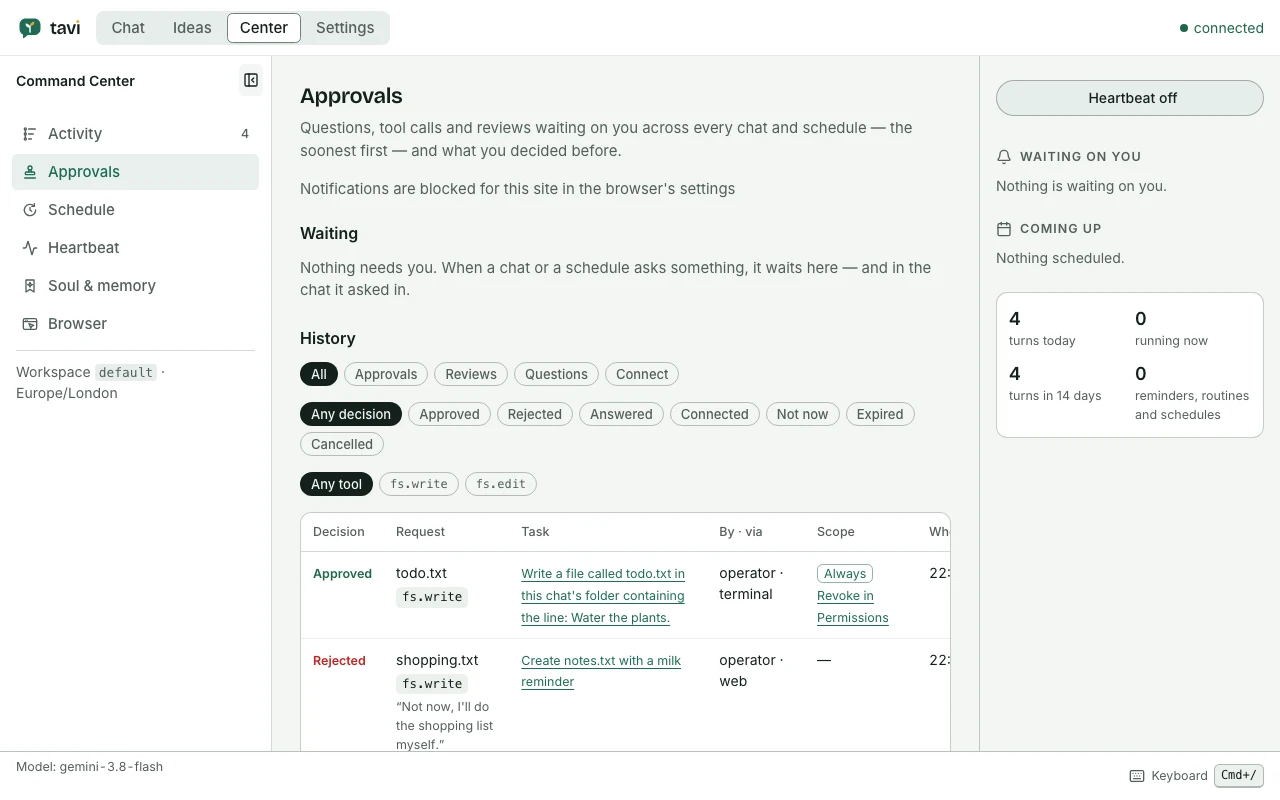 tavi Chat Ideas Center Settings connected
Command Center
Activity 4
Approvals
Schedule
Heartbeat
Soul & memory
Browser
Workspace default ·
Europe/London
Approvals
Questions, tool calls and reviews waiting on you across every chat and schedule — the
soonest first — and what you decided before.
Notifications are blocked for this site in the browser's settings
Waiting
Nothing needs you. When a chat or a schedule asks something, it waits here — and in the
chat it asked in.
History
All Approvals Reviews Questions Connect
Any decision Approved Rejected Answered Connected Not now Expired
Cancelled
Any tool fs.write fs.edit
Decision Request Task By · via Scope
Approved todo.txt Write a file called todo.txt in operator · Always 22:
fs.write this chat's folder containing terminal Revoke in
the line: Water the plants. Permissions
Rejected shopping.txt Create notes.txt with a milk operator · — 22:
fs.write reminder web
“Not now, I'll do
the shopping list
myself.”
Heartbeat off
WAITING ON YOU
Nothing is waiting on you.
COMING UP
Nothing scheduled.
4 0
turns today running now
4 0
turns in 14 days reminders, routines
and schedules
Model: gemini-3.8-flash
Keyboard Cmd+/